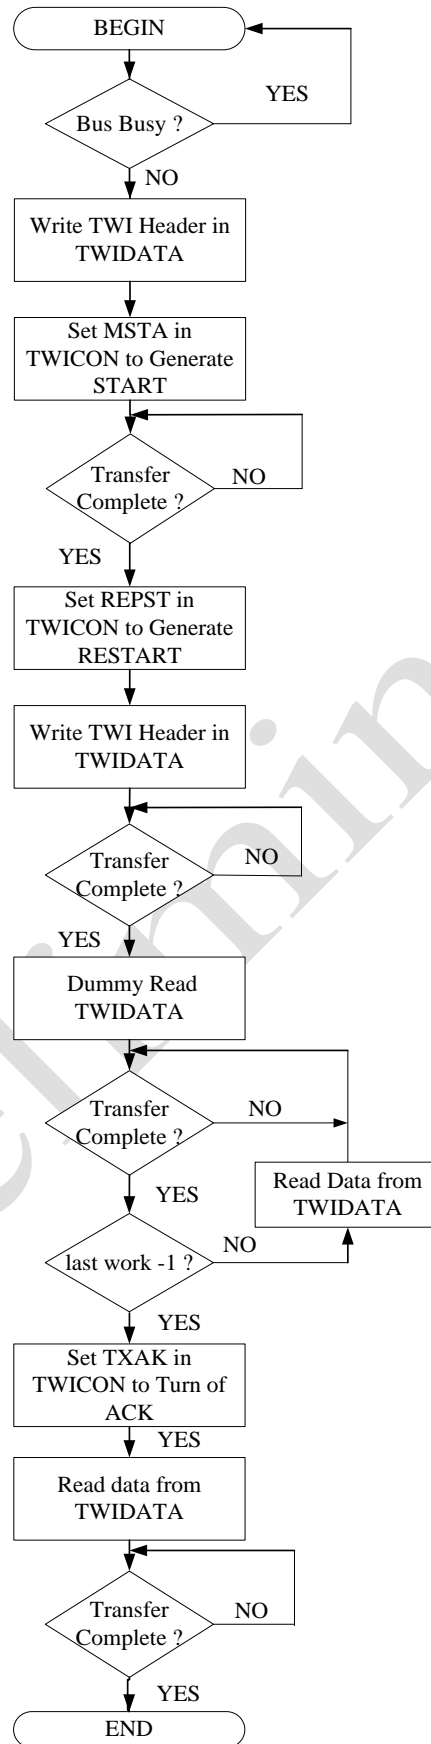 BEGIN
YES
Bus Busy ?
NO
Write TWI Header in
TWIDATA
Set MSTA in
TWICON to Generate
START
Transfer
Complete ?
NO
YES
Set REPST in
TWICON to Generate
RESTART
Write TWI Header in
TWIDATA
Transfer
Complete ?
NO
YES
Dummy Read
TWIDATA
Transfer
Complete ?
NO
YES
Read Data from
TWIDATA
last work -1 ?
NO
YES
Set TXAK in
TWICON to Turn of
ACK
YES
Read data from
TWIDATA
Transfer
Complete ?
NO
YES
END